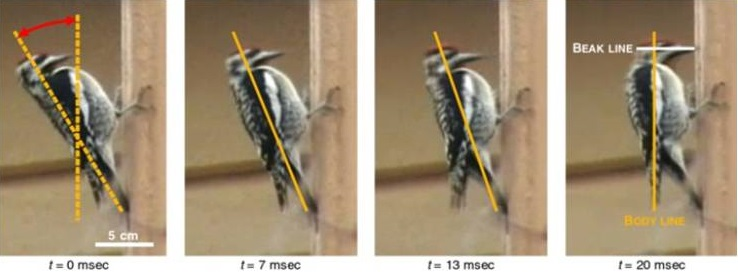 BEAK LINE
BODY LINE
5 cm
t = 0 msec
t = 7 msec
t = 13 msec
t = 20 msec